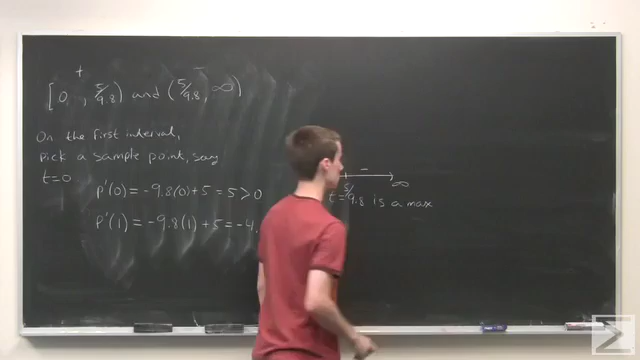 + -
[0, 5/9.8) and (5/9.8, ∞)
On the first interval,
Pick a sample point, say
t=0
P'(0) = -9.8(0)+5 = 5 > 0
P'(1) = -9.8(1)+5 = -4.
-
5/9.8 ∞
t = 5/9.8 is a max